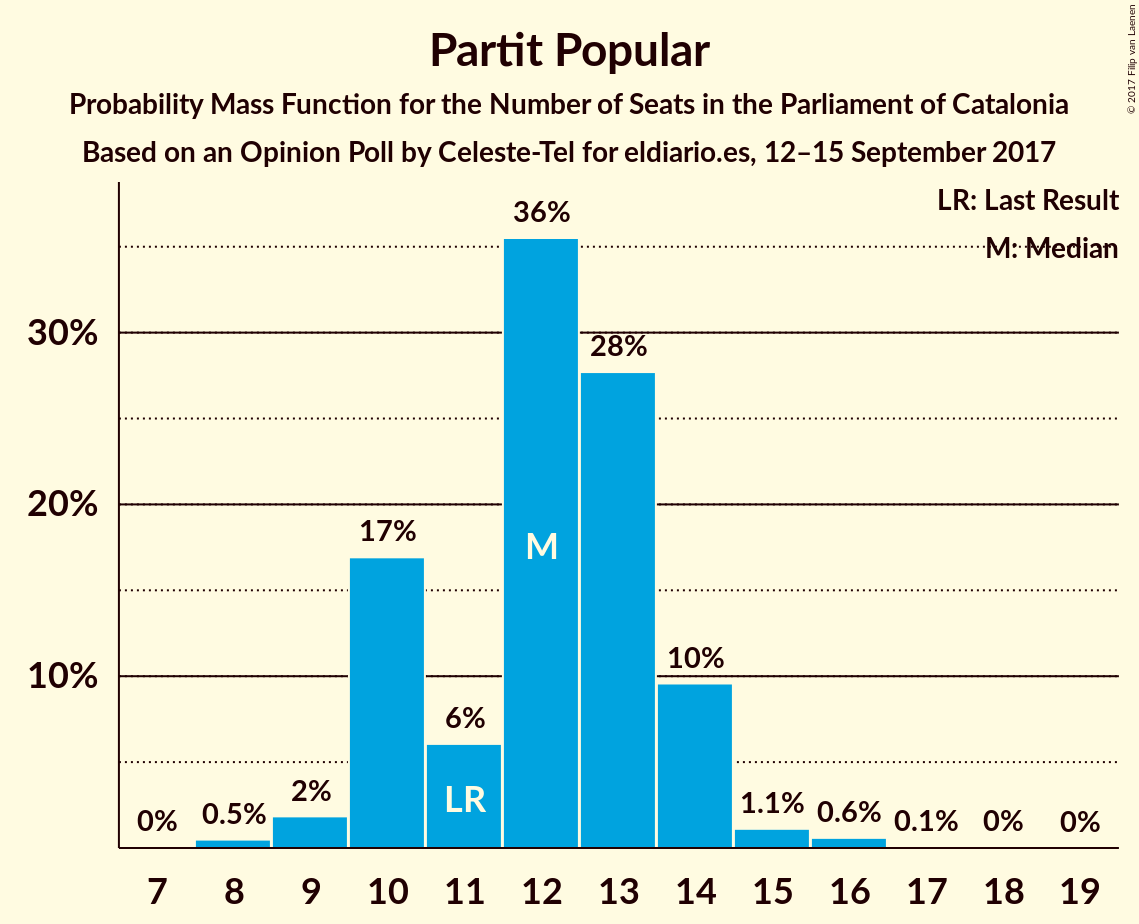 Partit Popular
Probability Mass Function for the Number of Seats in the Parliament of Catalonia
Based on an Opinion Poll by Celeste-Tel for eldiario.es, 12–15 September 2017
© 2017 Filip van Laenen
LR: Last Result
M: Median
30%
20%
10%
0%
0.5%
2%
17%
6%
36%
28%
10%
1.1%
0.6%
0.1%
0%
0%
LR
M
7 8 9 10 11 12 13 14 15 16 17 18 19